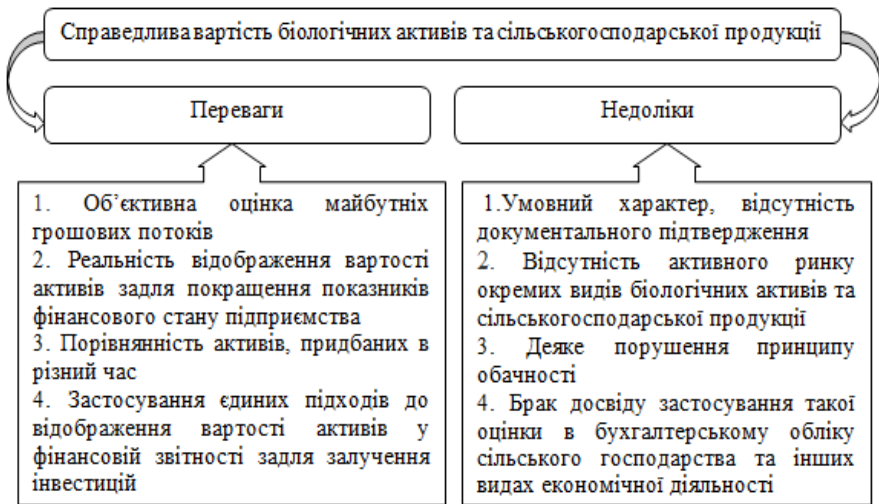 Справедлива вартість біологічних активів та сільськогосподарської продукції
Переваги
Недоліки
1. Об’єктивна оцінка майбутніх
грошових потоків
2. Реальність відображення вартості
активів задля покращення показників
фінансового стану підприємства
3. Порівнянність активів, придбаних в
різний час
4. Застосування єдиних підходів до
відображення вартості активів у
фінансовій звітності задля залучення
інвестицій
1.Умовний характер, відсутність
документального підтвердження
2. Відсутність активного ринку
окремих видів біологічних активів та
сільськогосподарської продукції
3. Деяке порушення принципу
обачності
4. Брак досвіду застосування такої
оцінки в бухгалтерському обліку
сільського господарства та інших
видах економічної діяльності